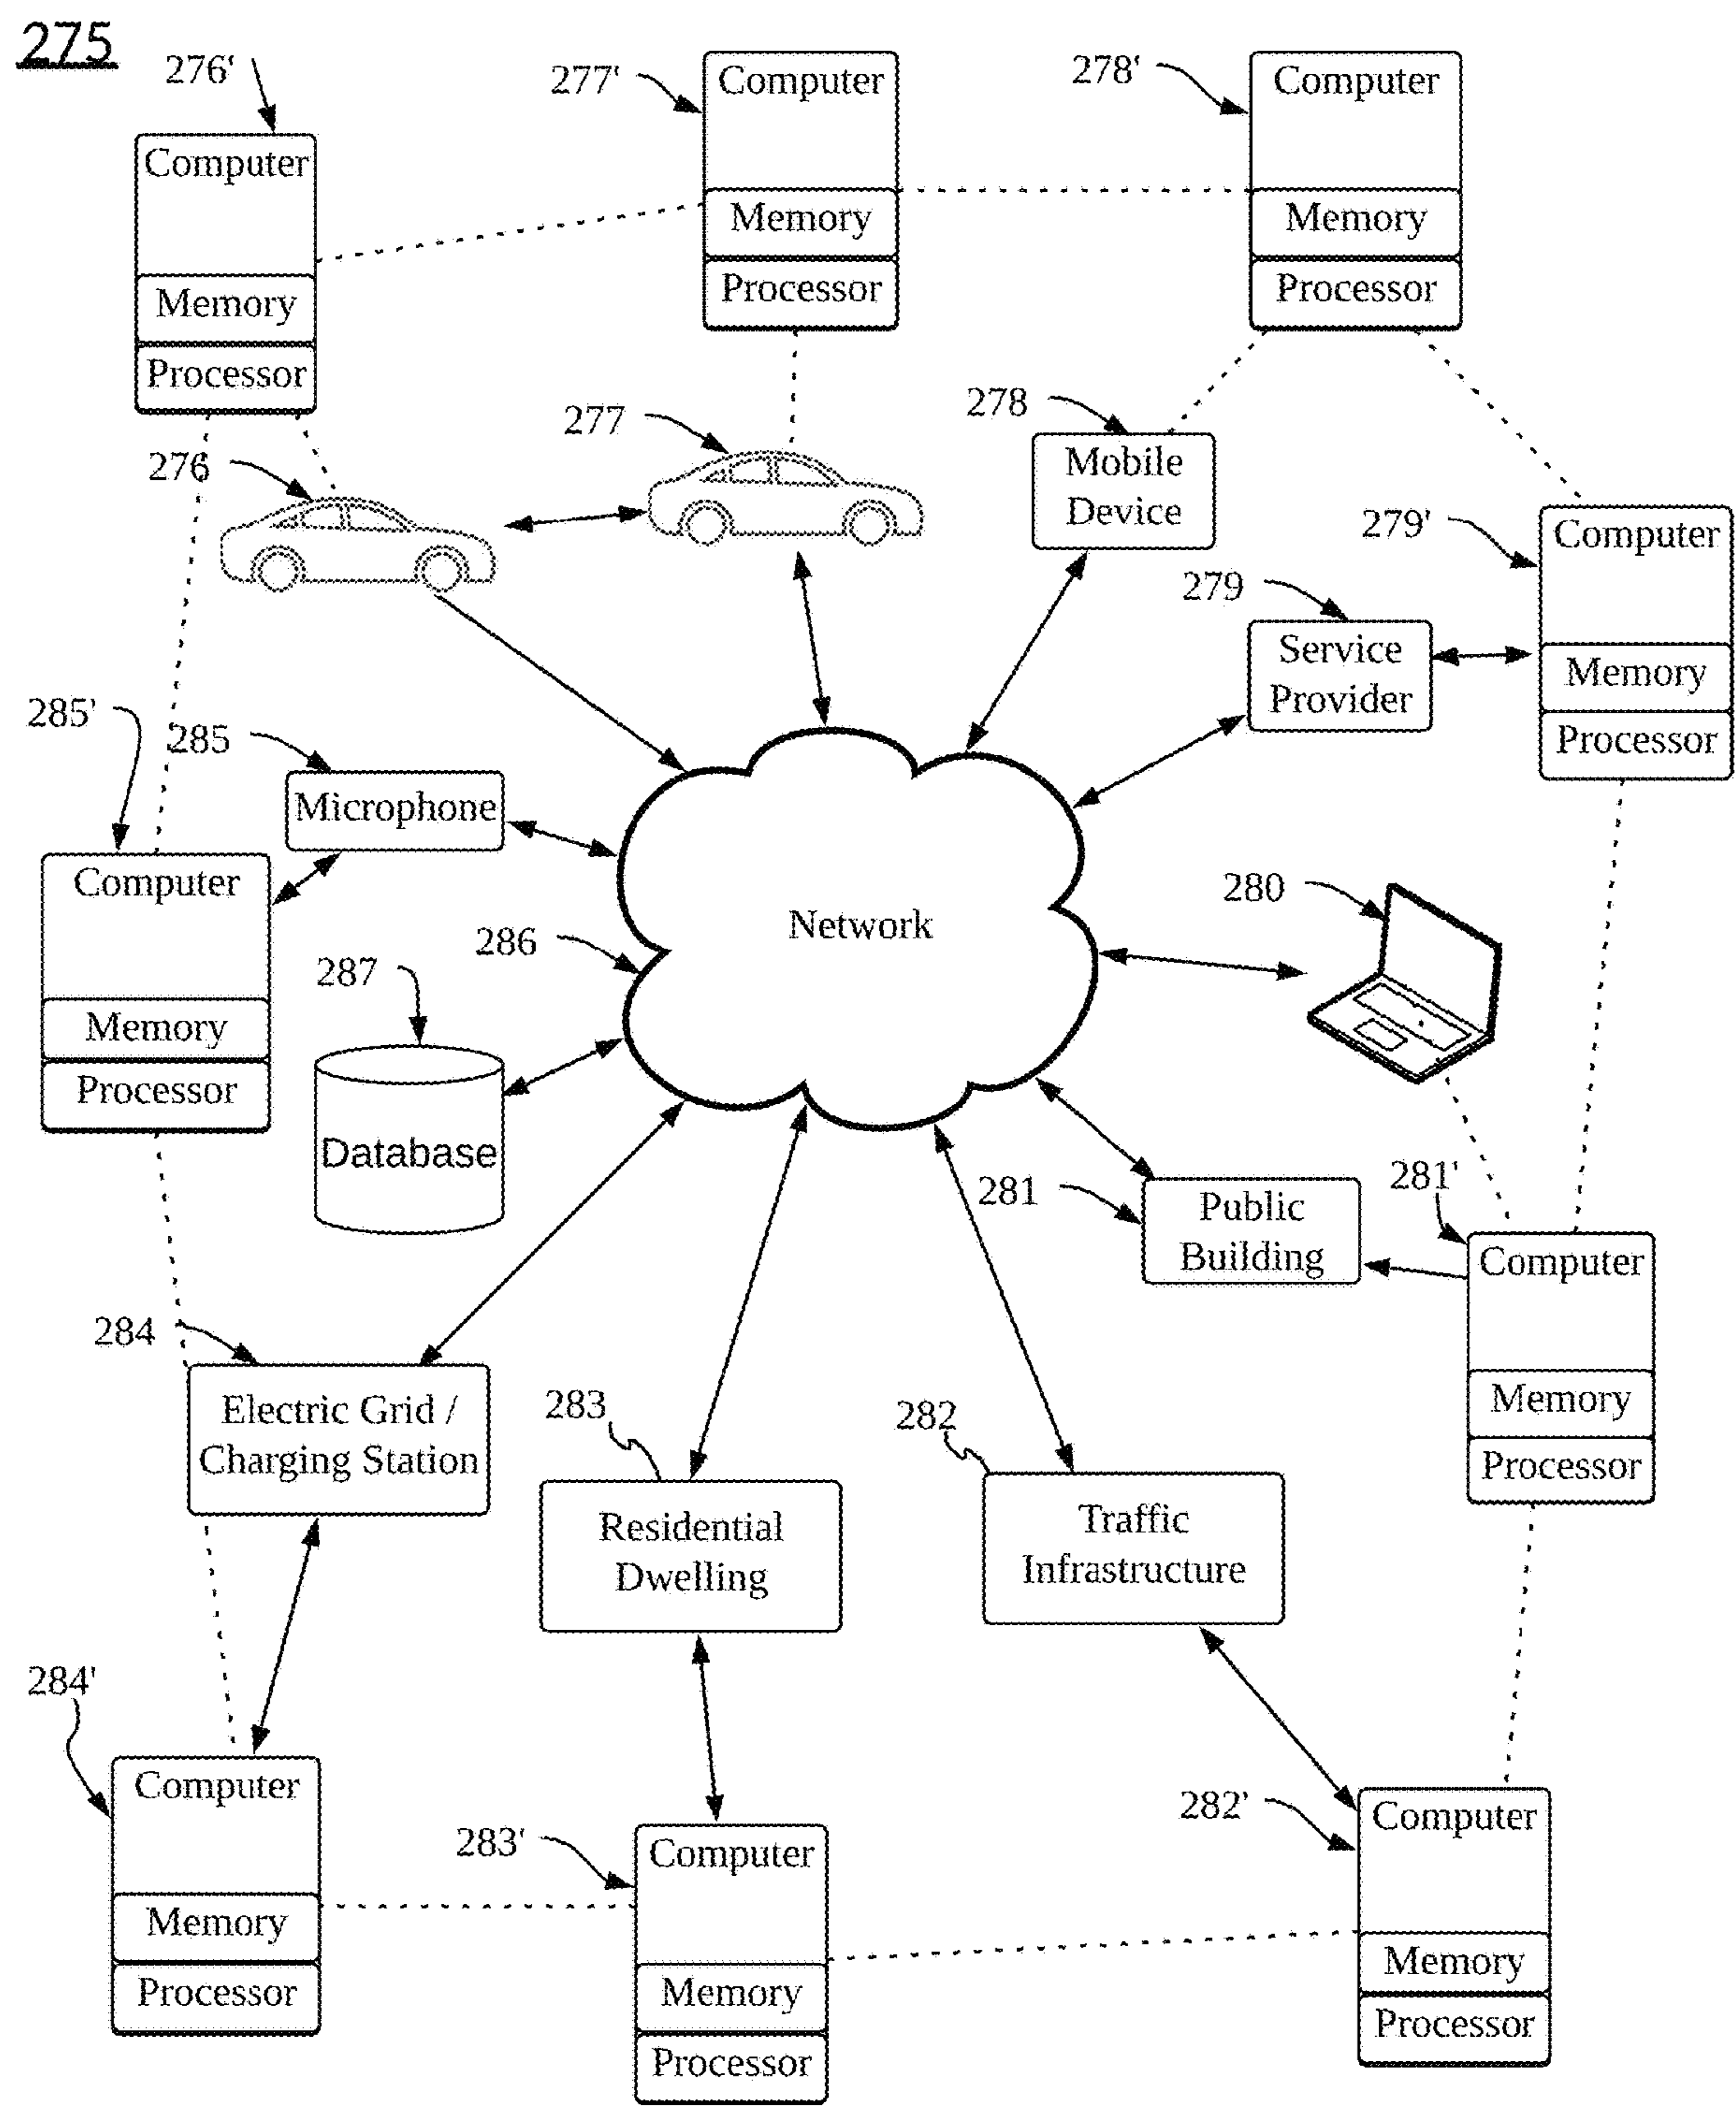 275
276'
277'
278'
Computer
Memory
Processor
Computer
Memory
Processor
Computer
Memory
Processor
276
277
278
Mobile
Device
279'
Computer
Memory
Processor
279
Service
Provider
285'
285
Microphone
Computer
Memory
Processor
286
Network
280
287
Database
281
Public
Building
281'
Computer
Memory
Processor
284
Electric Grid /
Charging Station
283
Residential
Dwelling
282
Traffic
Infrastructure
284'
Computer
Memory
Processor
283'
Computer
Memory
Processor
282'
Computer
Memory
Processor